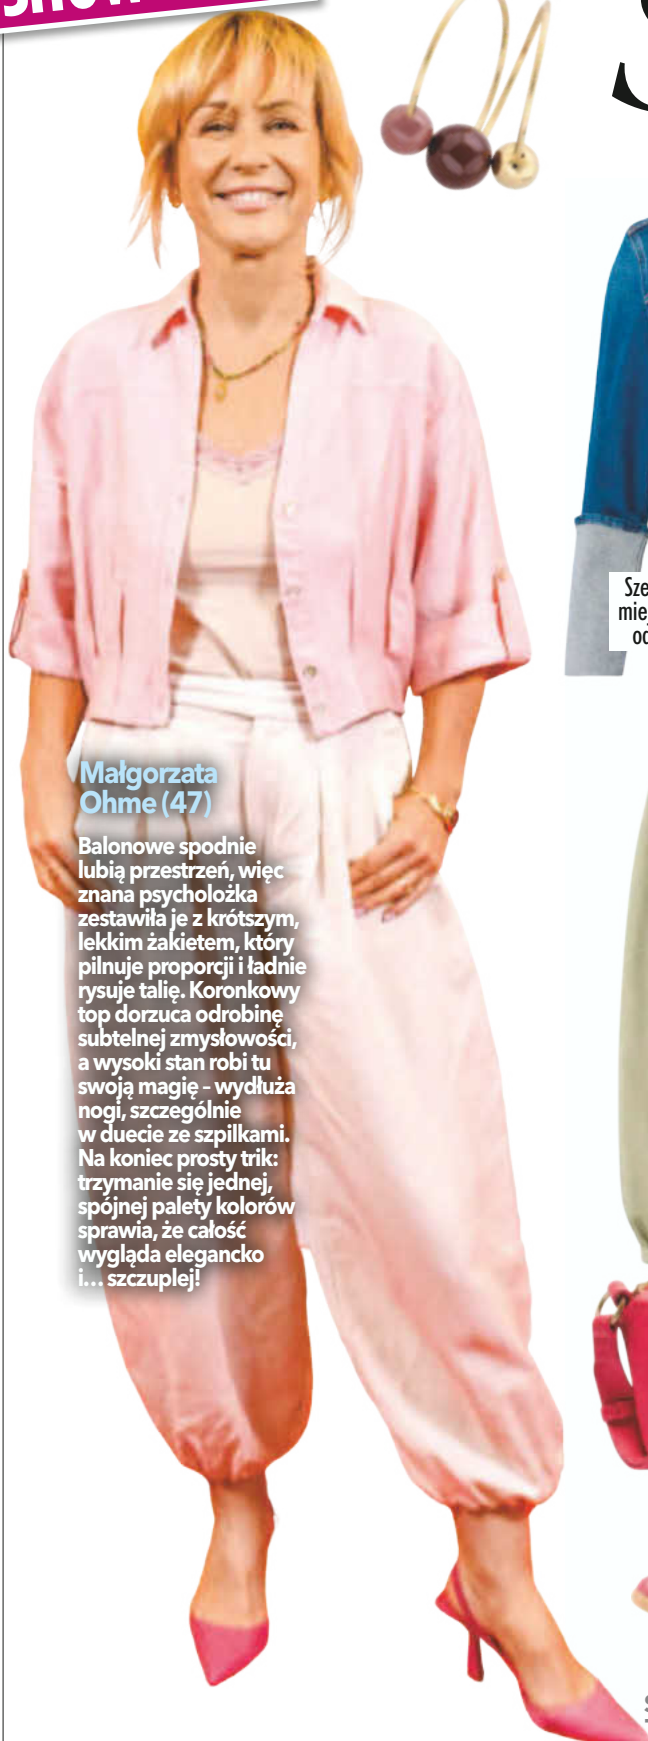 Małgorzata
Ohme (47)
Balonowe spodnie
lubią przestrzeń, więc
znana psycholożka
zestawiła je z krótszym,
lekkim żakietem, który
pilnuje proporcji i ładnie
rysuje talię. Koronkowy
top dorzuca odrobinę
subtelnej zmysłowości,
a wysoki stan robi tu
swoją magię – wydłuża
nogi, szczególnie
w duecie ze szpilkami.
Na koniec prosty trik:
trzymanie się jednej,
spójnej palety kolorów
sprawia, że całość
wygląda elegancko
i... szczuplej!